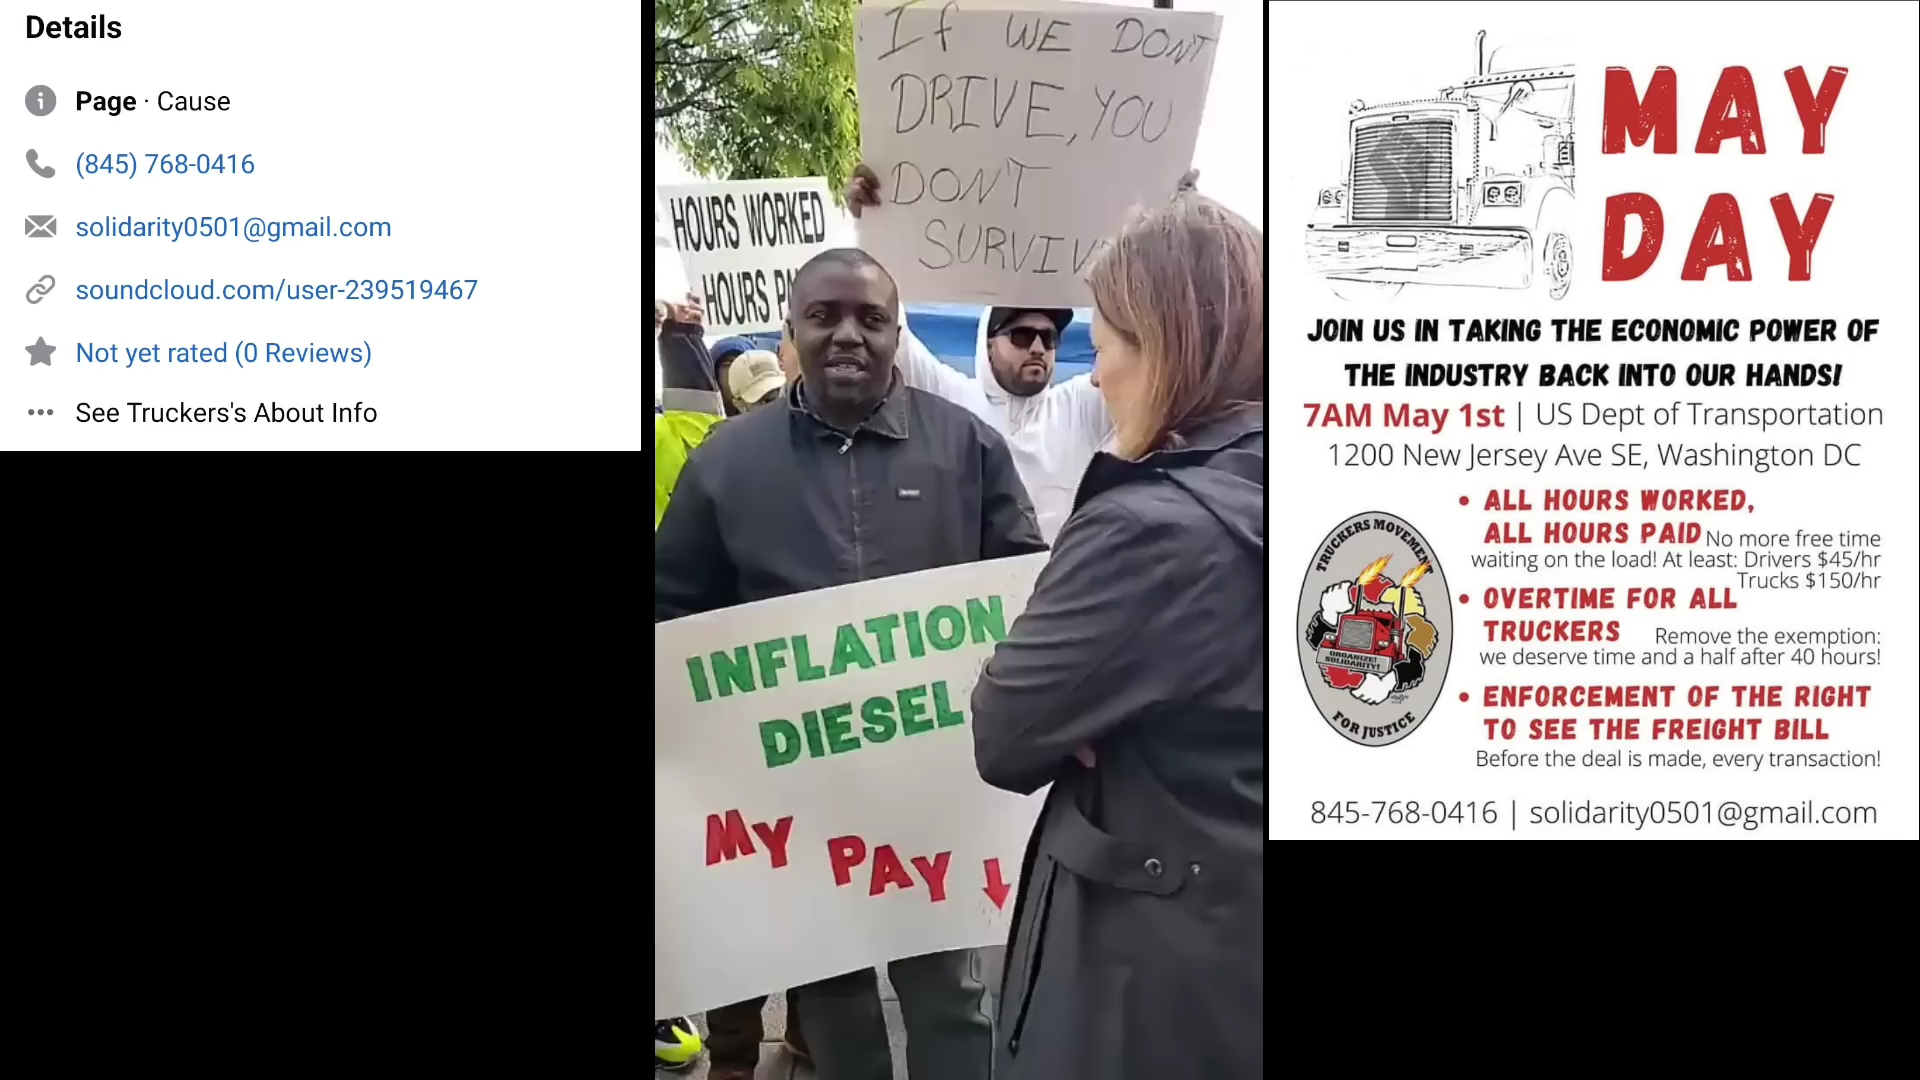 Details
Page · Cause
(845) 768-0416
solidarity0501@gmail.com
soundcloud.com/user-239519467
Not yet rated (0 Reviews)
See Truckers's About Info
If WE DONT
DRIVE, YOU
DON'T
SURVIV
HOURS WORKED
HOURS
INFLATION
DIESEL
MY PAY
MAY
DAY
JOIN US IN TAKING THE ECONOMIC POWER OF
THE INDUSTRY BACK INTO OUR HANDS!
7AM May 1st | US Dept of Transportation
1200 New Jersey Ave SE, Washington DC
• ALL HOURS WORKED,
ALL HOURS PAID No more free time
waiting on the load! At least: Drivers $45/hr
Trucks $150/hr
• OVERTIME FOR ALL
TRUCKERS Remove the exemption:
we deserve time and a half after 40 hours!
• ENFORCEMENT OF THE RIGHT
TO SEE THE FREIGHT BILL
Before the deal is made, every transaction!
TRUCKERS MOVEMENT
ORGANIZE!
SOLIDARITY!
FOR JUSTICE
845-768-0416 | solidarity0501@gmail.com